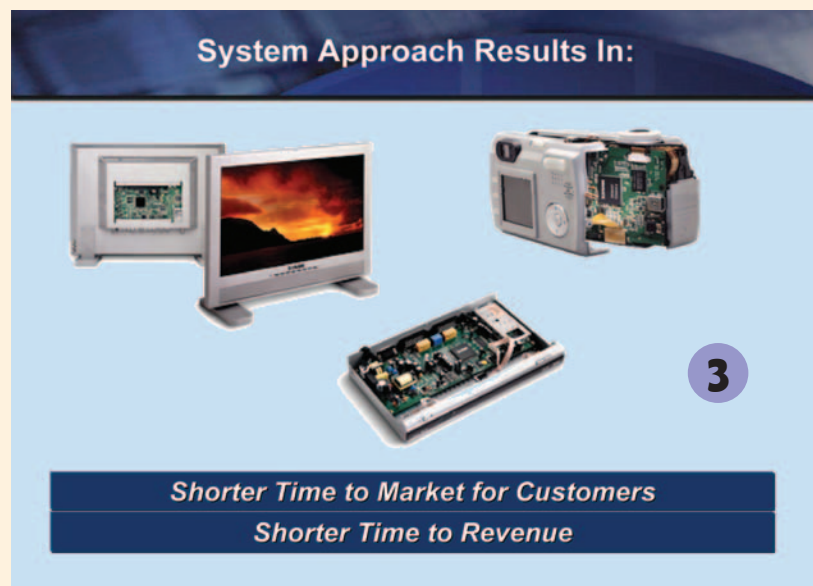 System Approach Results In:
3
Shorter Time to Market for Customers
Shorter Time to Revenue